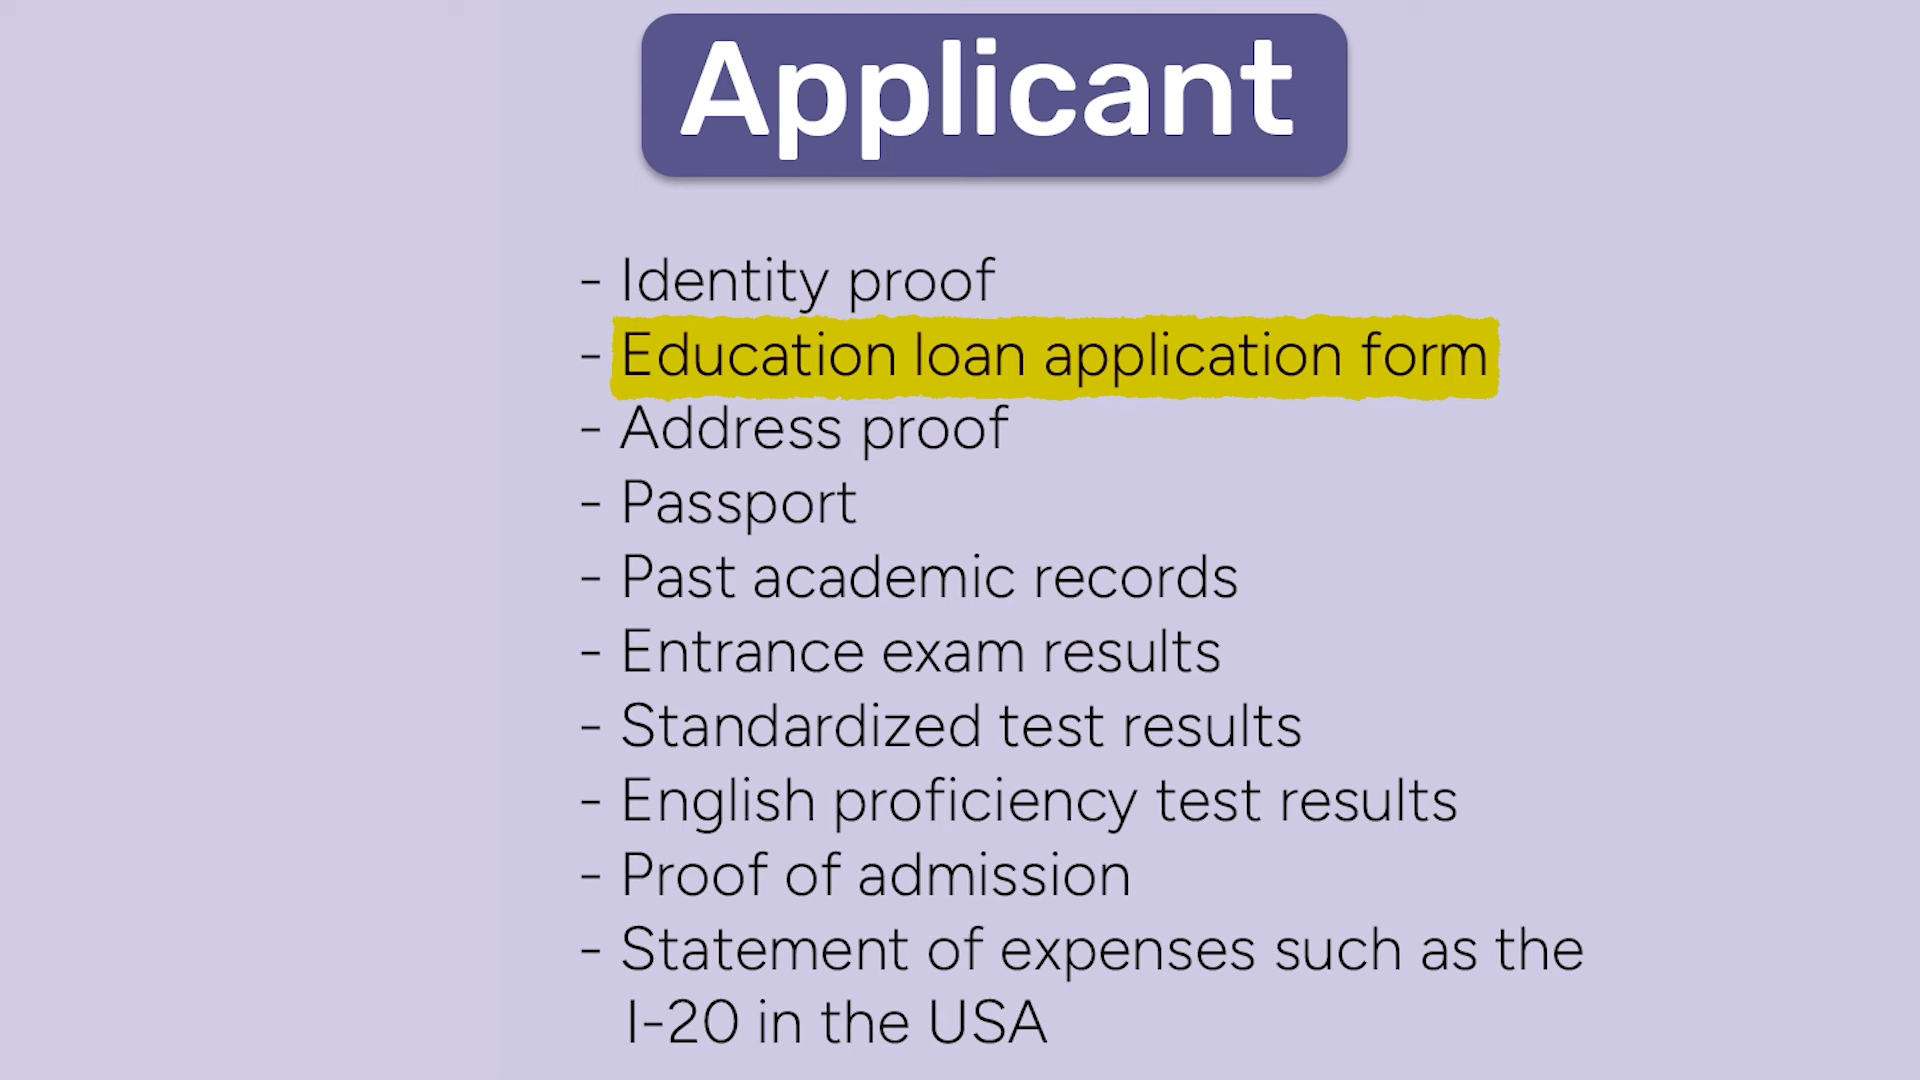 Applicant
- Identity proof
- Education loan application form
- Address proof
- Passport
- Past academic records
- Entrance exam results
- Standardized test results
- English proficiency test results
- Proof of admission
- Statement of expenses such as the
I-20 in the USA